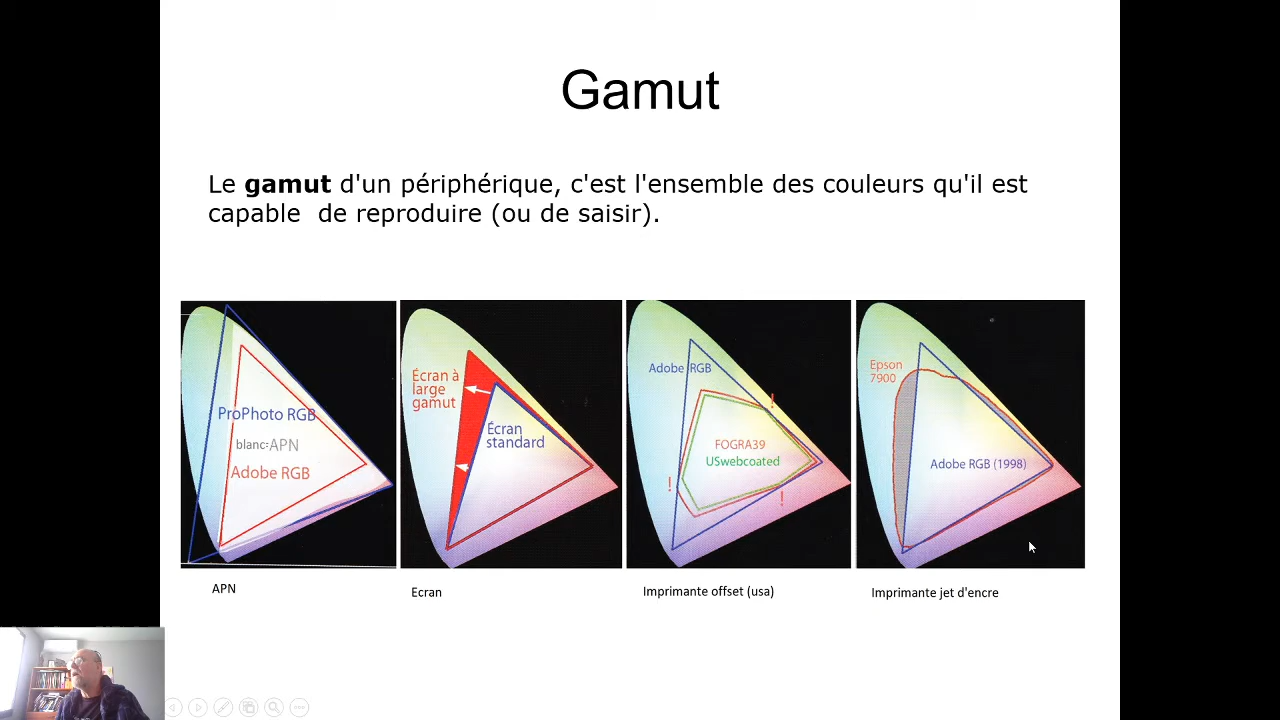 Gamut
Le gamut d'un périphérique, c'est l'ensemble des couleurs qu'il est
capable  de reproduire (ou de saisir).
ProPhoto RGB
blanc:APN
Adobe RGB
APN
Écran à
large
gamut
Écran
standard
Ecran
Adobe RGB
!
FOGRA39
USwebcoated
!
!
Imprimante offset (usa)
Epson
7900
Adobe RGB (1998)
Imprimante jet d'encre